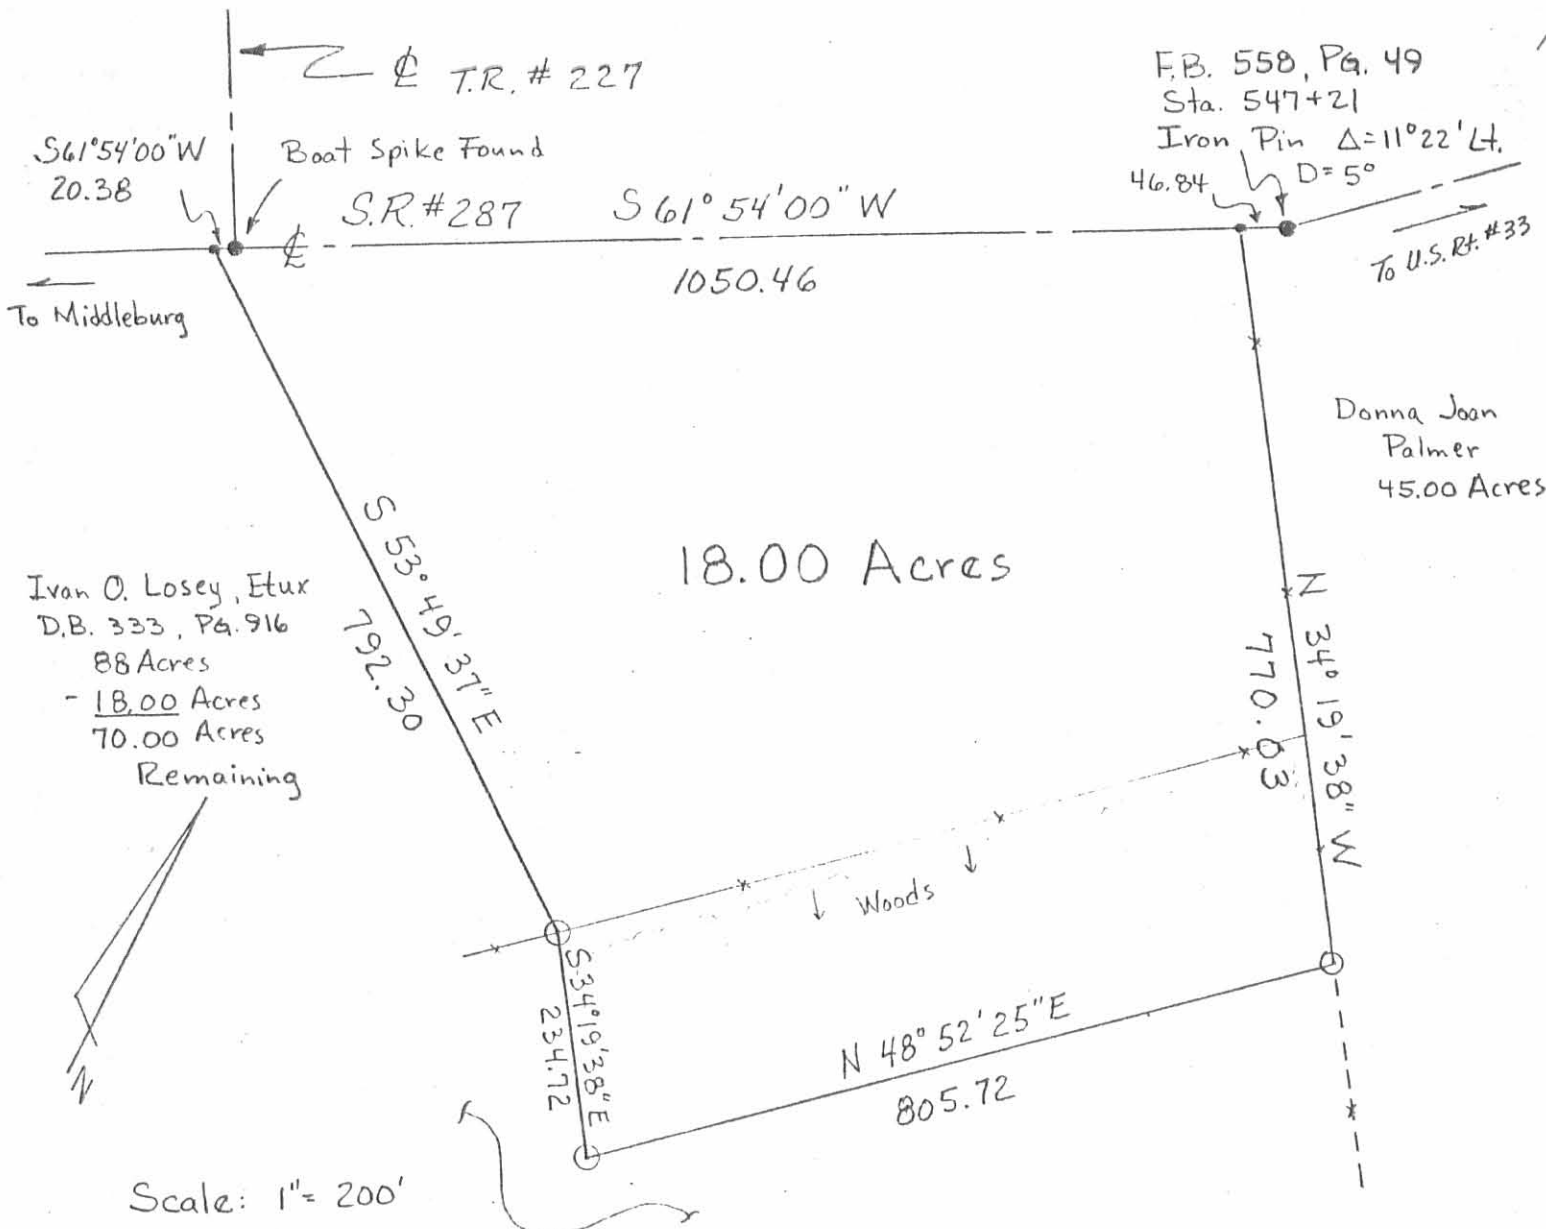 ℄ T.R. # 227
F.B. 558, PG. 49
Sta. 547+21
Iron Pin Δ=11°22' Lt.
D=5°
46.84
S61°54'00"W
20.38
Boat Spike Found
S.R.#287
S 61°54'00" W
℄
1050.46
To U.S. Rt. #33
To Middleburg
Donna Joan
Palmer
45.00 Acres
S 53°49'37" E
792.30
18.00 Acres
N 34° 19' 38" W
770.03
Ivan O. Losey, Etux
D.B. 333, PG. 916
88 Acres
- 18.00 Acres
70.00 Acres
Remaining
Woods
N
S34°19'38"E
234.72
N 48° 52' 25" E
805.72
Scale: 1"= 200'